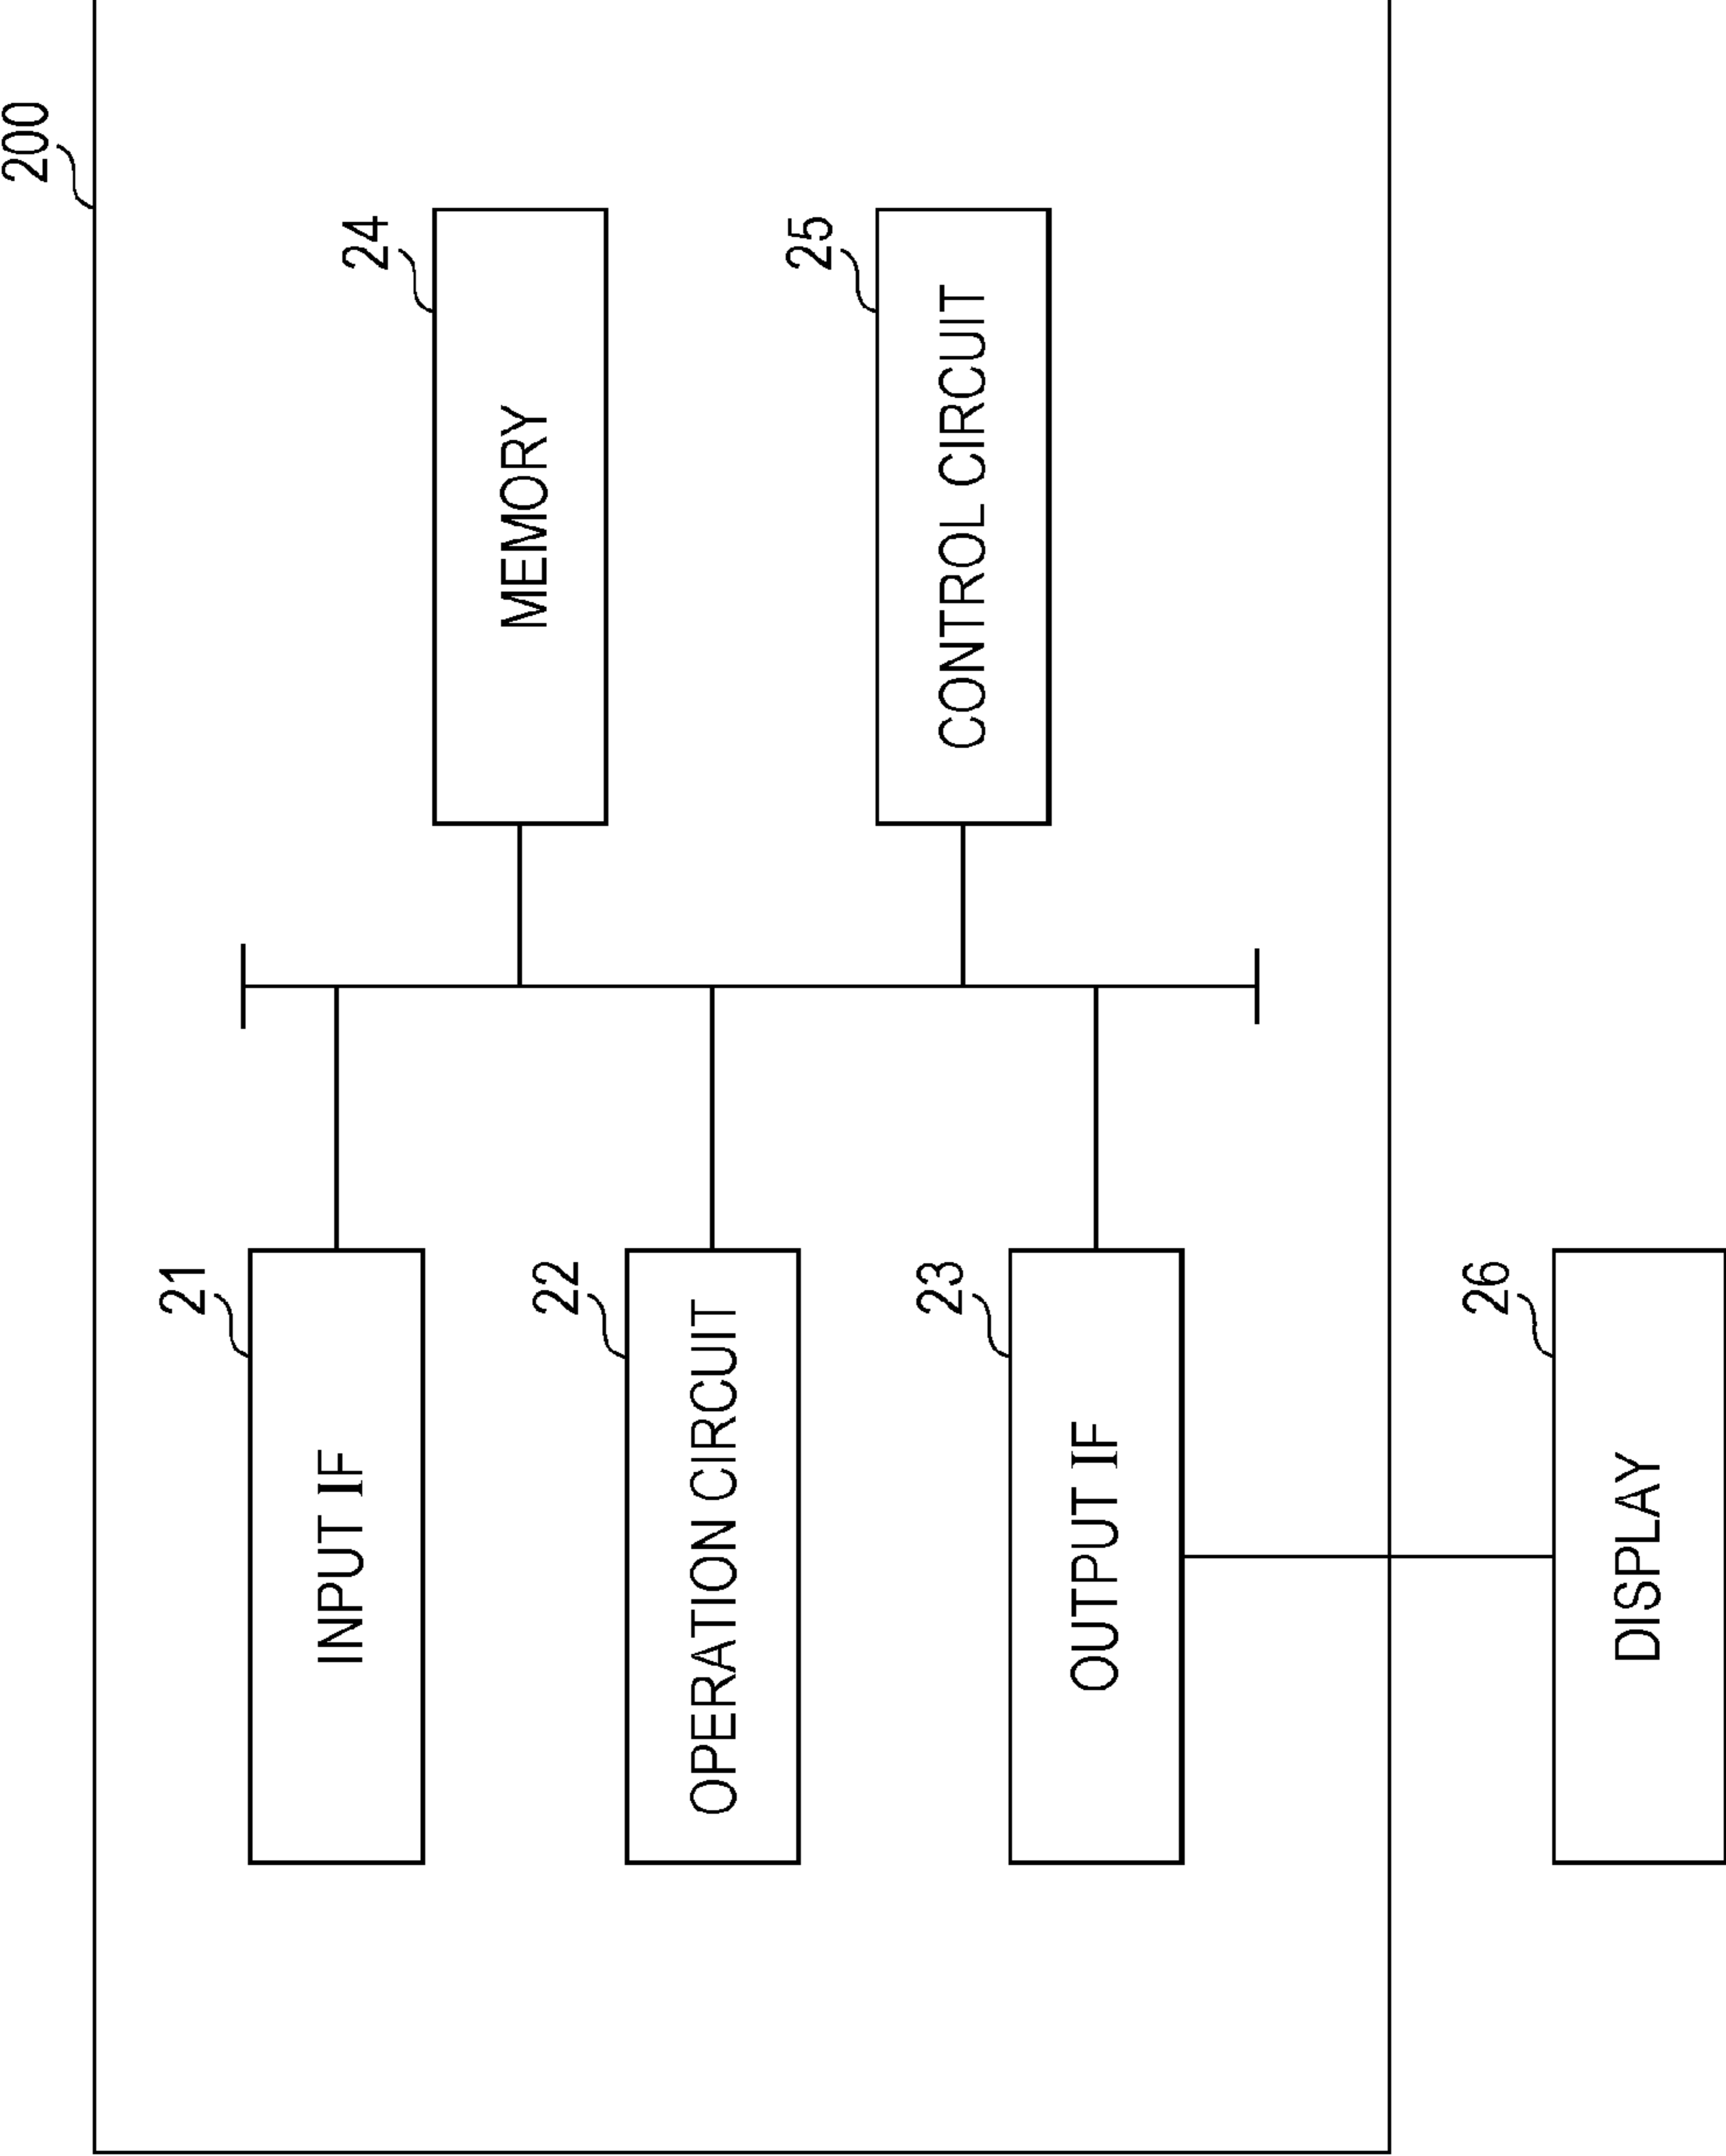 200
21
INPUT IF
24
MEMORY
22
OPERATION CIRCUIT
25
CONTROL CIRCUIT
23
OUTPUT IF
26
DISPLAY